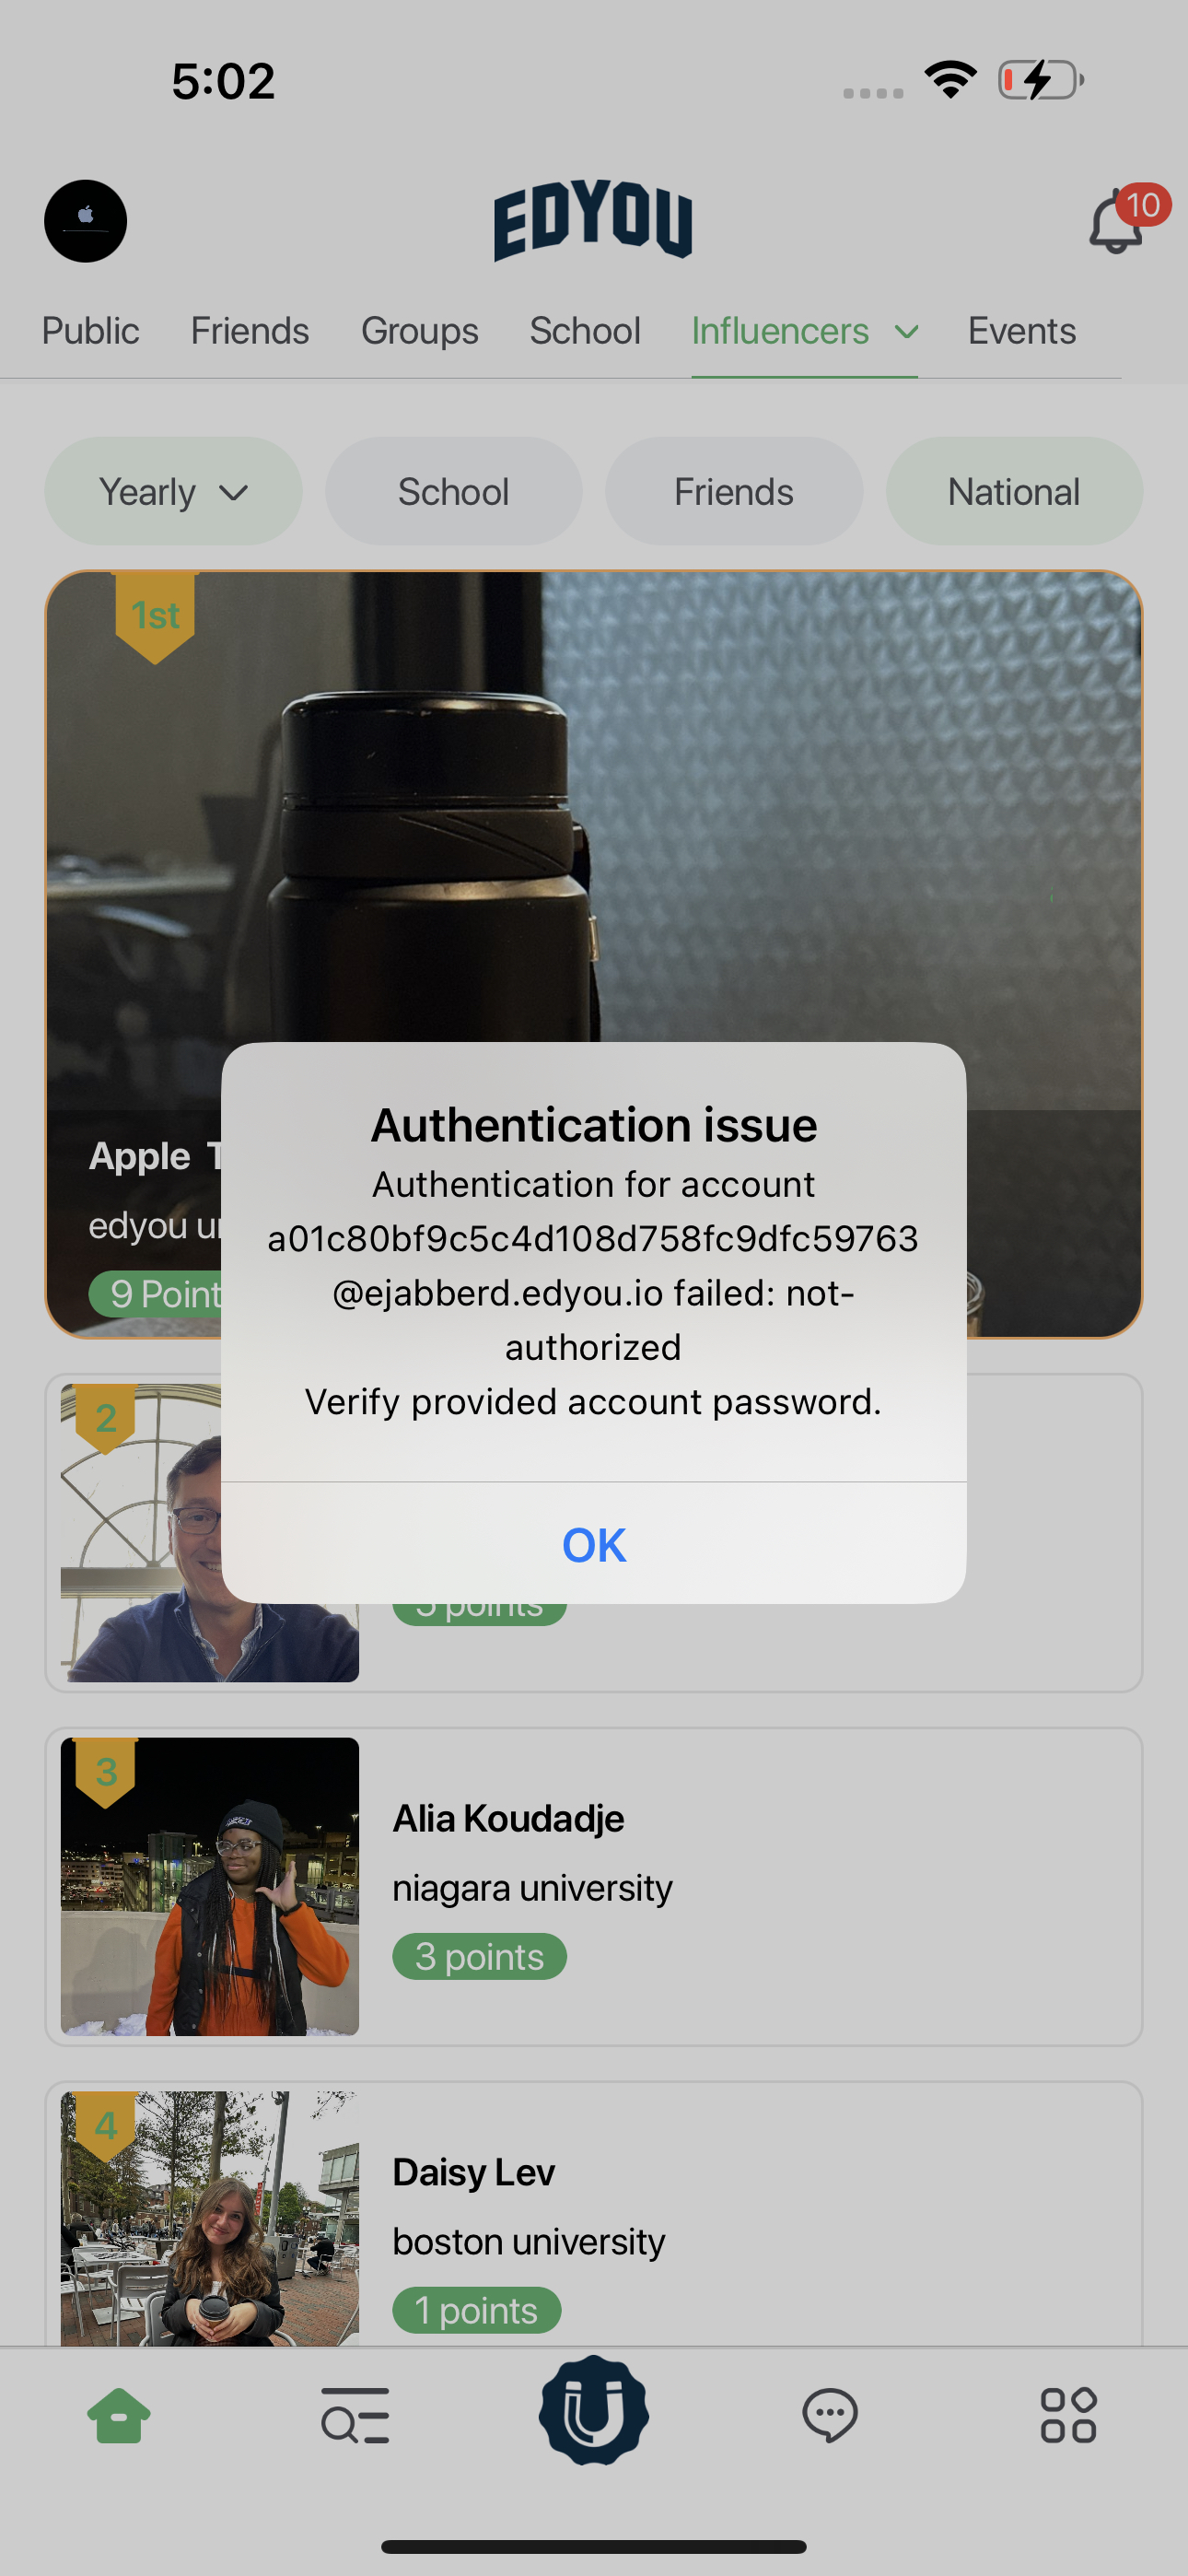 5:02
EDYOU
10
Public Friends Groups School Influencers Events
Yearly School Friends National
1st
Apple
edyou
9 Point
Authentication issue
Authentication for account
a01c80bf9c5c4d108d758fc9dfc59763
@ejabberd.edyou.io failed: not-
authorized
Verify provided account password.
OK
2
points
3
Alia Koudadje
niagara university
3 points
4
Daisy Lev
boston university
1 points